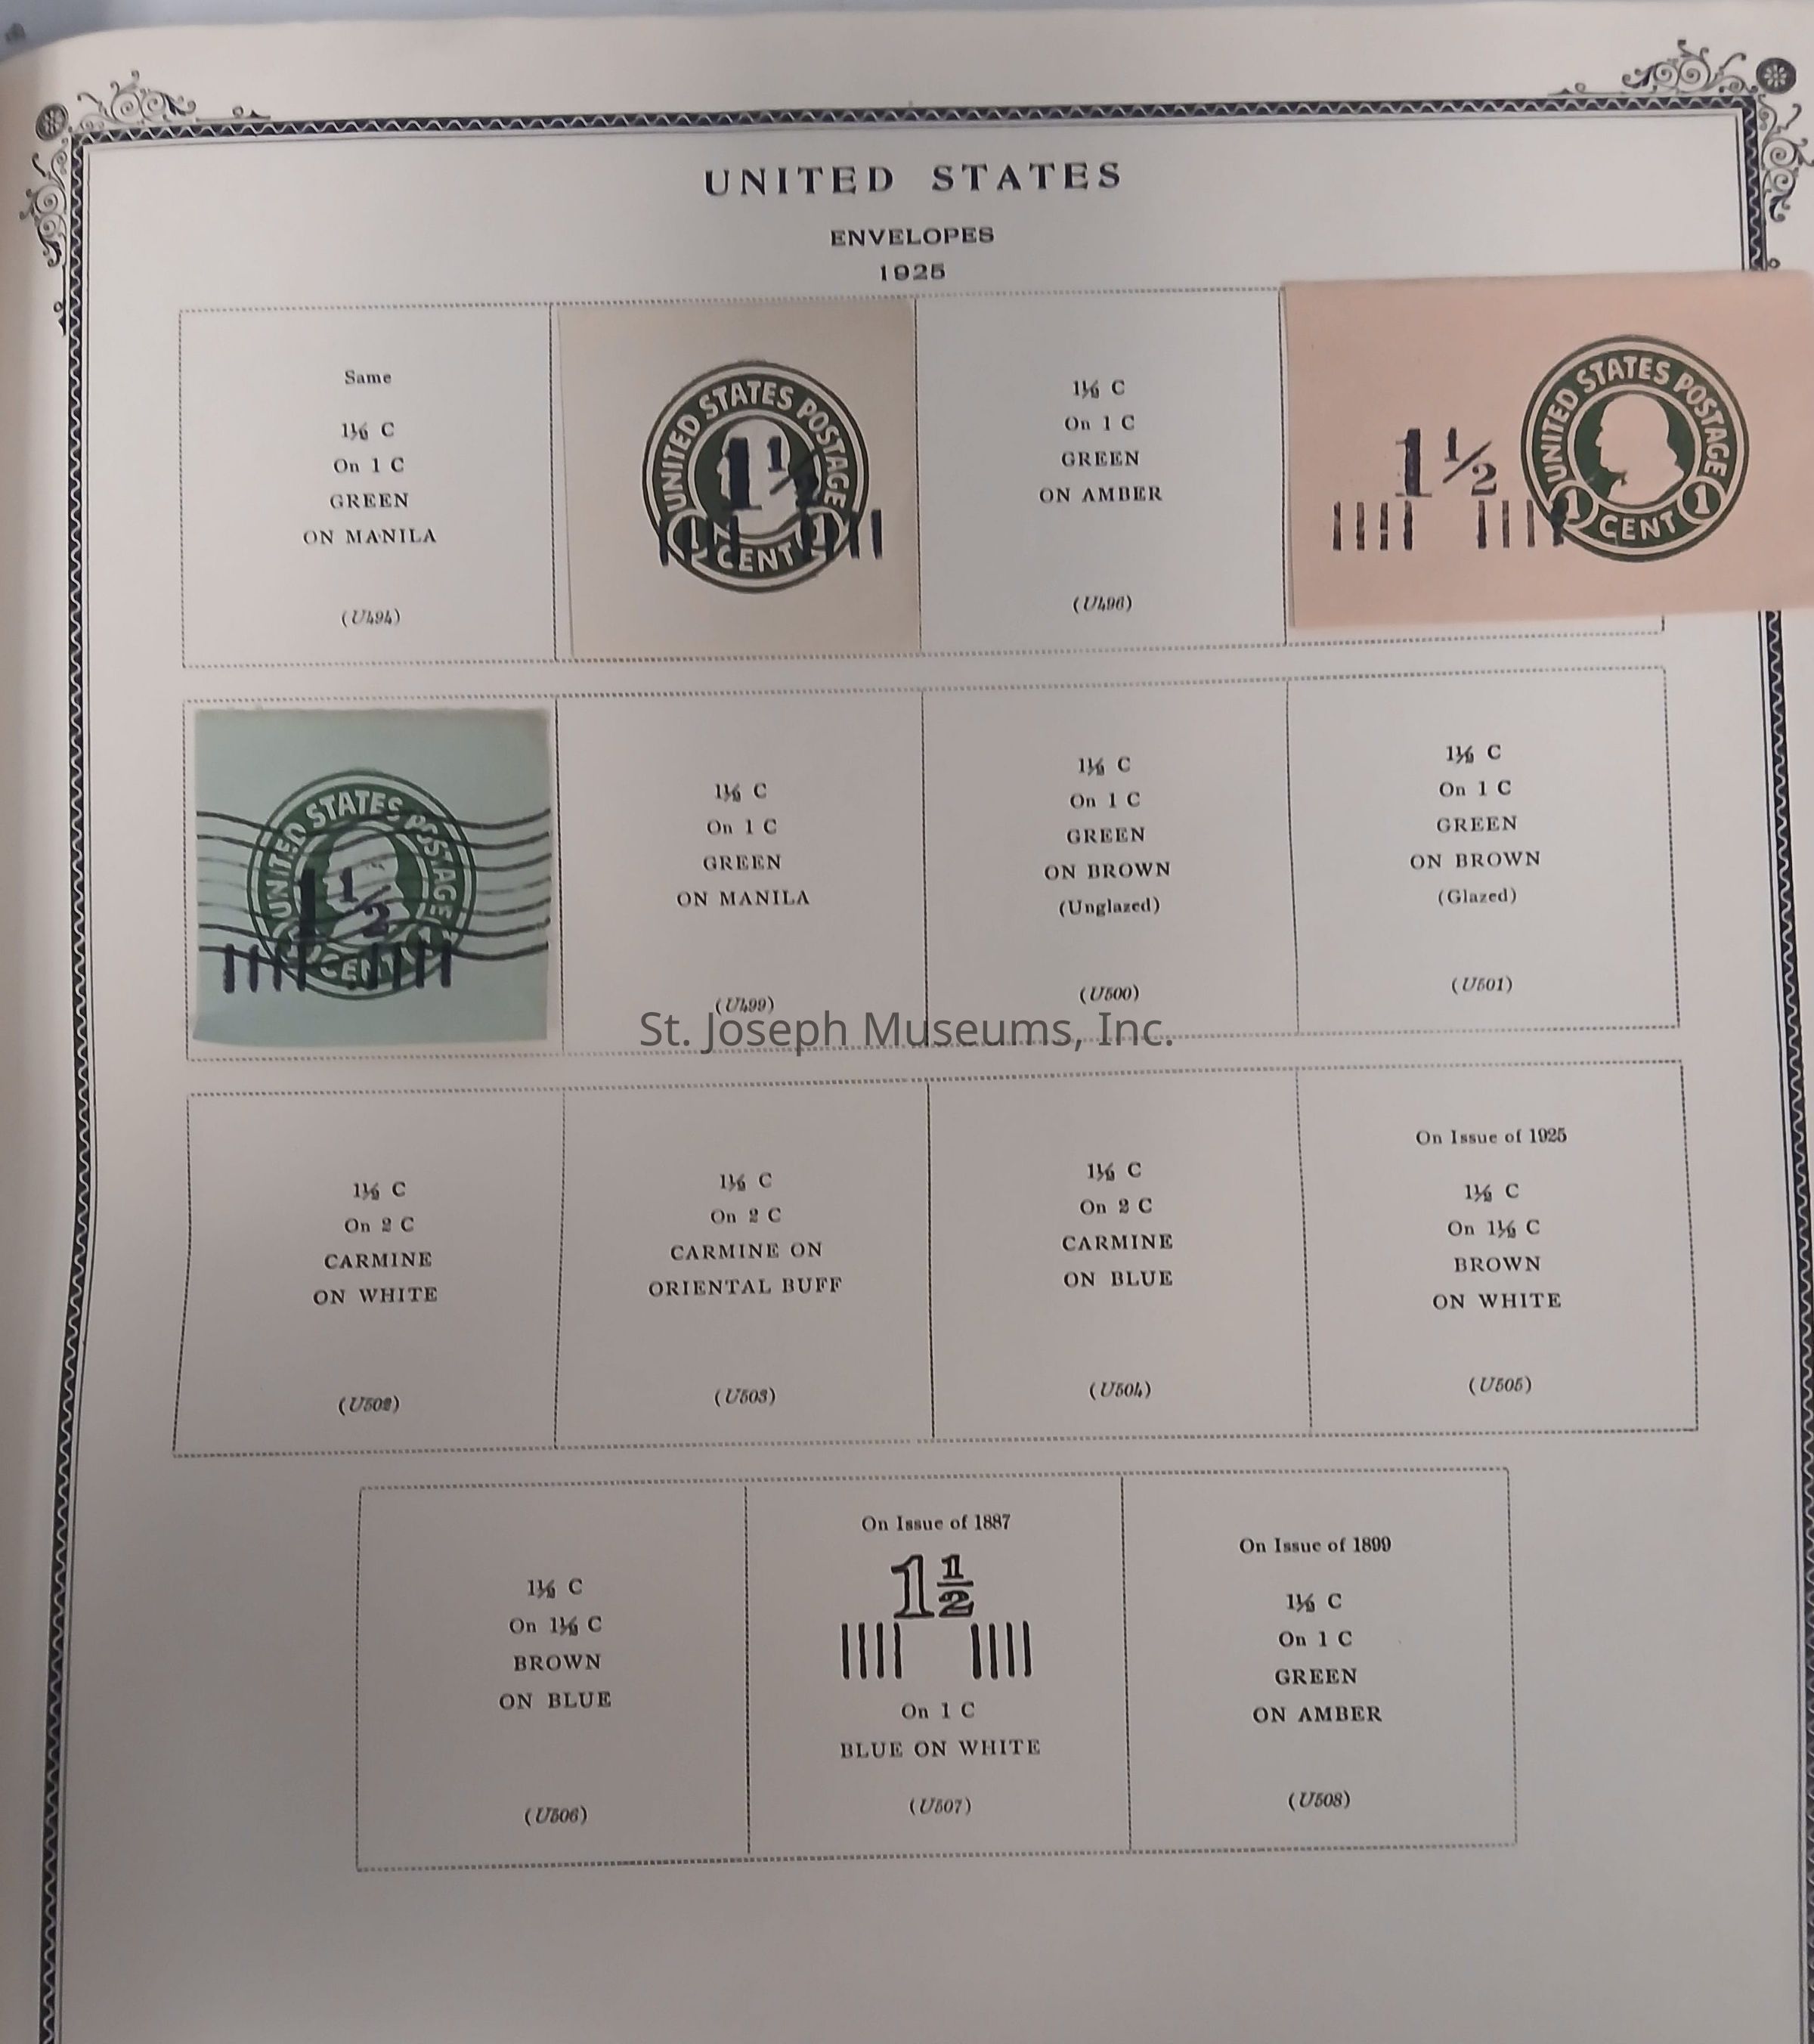 UNITED STATES
ENVELOPES
1925
Same
1½ C
On 1 C
GREEN
ON MANILA
(U494)
UNITED STATES POSTAGE
1½
1 CENT 1
1½ C
On 1 C
GREEN
ON AMBER
(U496)
UNITED STATES POSTAGE
1½
1 CENT 1
UNITED STATES POSTAGE
1½
CENT
1½ C
On 1 C
GREEN
ON MANILA
(U499)
1½ C
On 1 C
GREEN
ON BROWN
(Unglazed)
(U500)
1½ C
On 1 C
GREEN
ON BROWN
(Glazed)
(U501)
St. Joseph Museums, Inc.
1½ C
On 2 C
CARMINE
ON WHITE
(U502)
1½ C
On 2 C
CARMINE ON
ORIENTAL BUFF
(U503)
1½ C
On 2 C
CARMINE
ON BLUE
(U504)
On Issue of 1925
1½ C
On 1½ C
BROWN
ON WHITE
(U505)
1½ C
On 1½ C
BROWN
ON BLUE
(U506)
On Issue of 1887
1½
On 1 C
BLUE ON WHITE
(U507)
On Issue of 1899
1½ C
On 1 C
GREEN
ON AMBER
(U508)